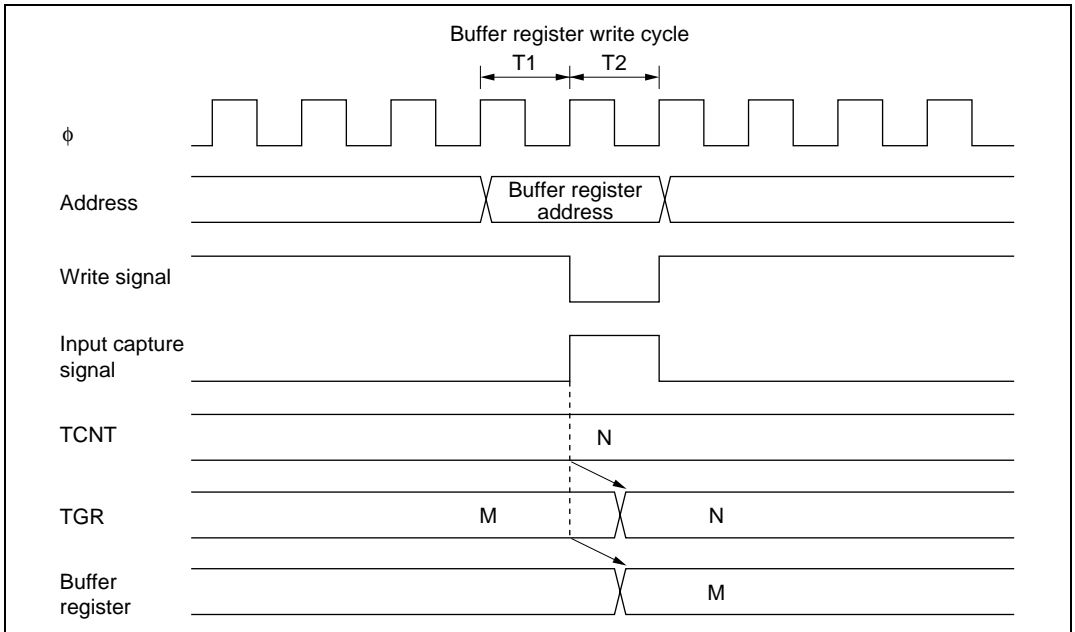 Buffer register write cycle
T1 T2
ϕ
Address
Buffer register
address
Write signal
Input capture
signal
TCNT
N
TGR
M N
Buffer
register
M